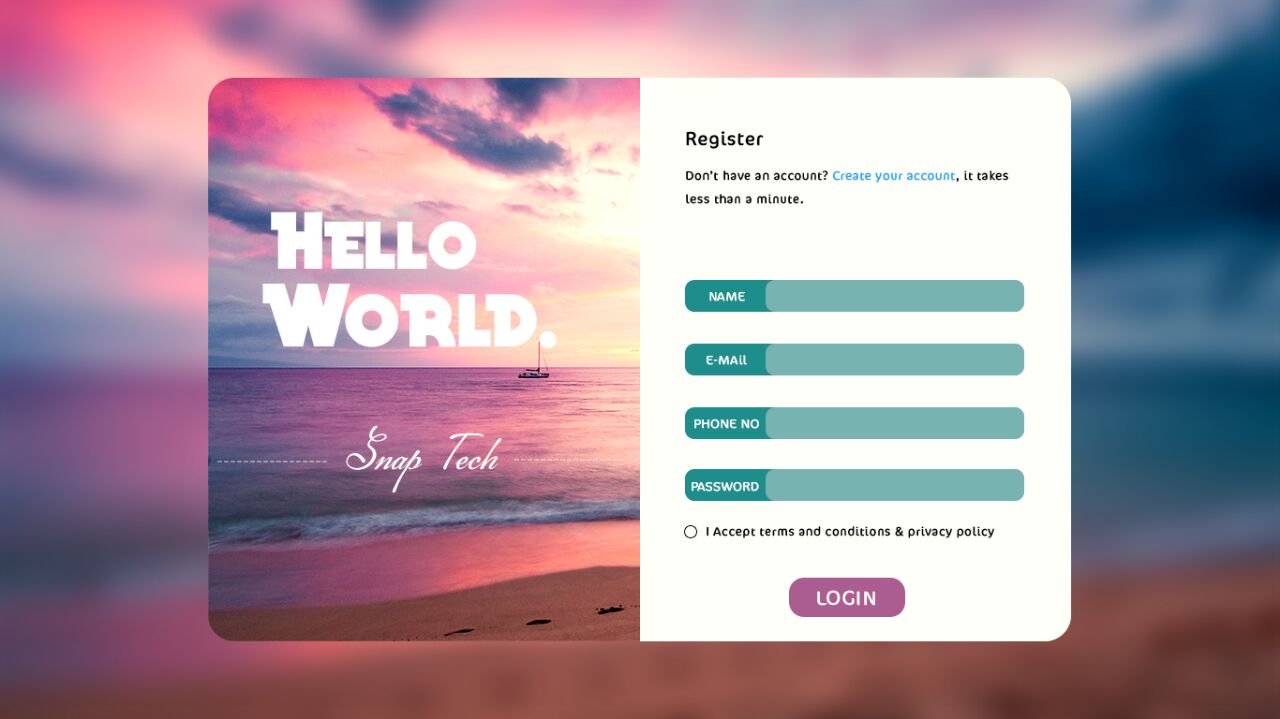 HELLO
WORLD.
Snap Tech
Register
Don't have an account? Create your account, it takes
less than a minute.
NAME
E-MAil
PHONE NO
PASSWORD
I Accept terms and conditions & privacy policy
LOGIN